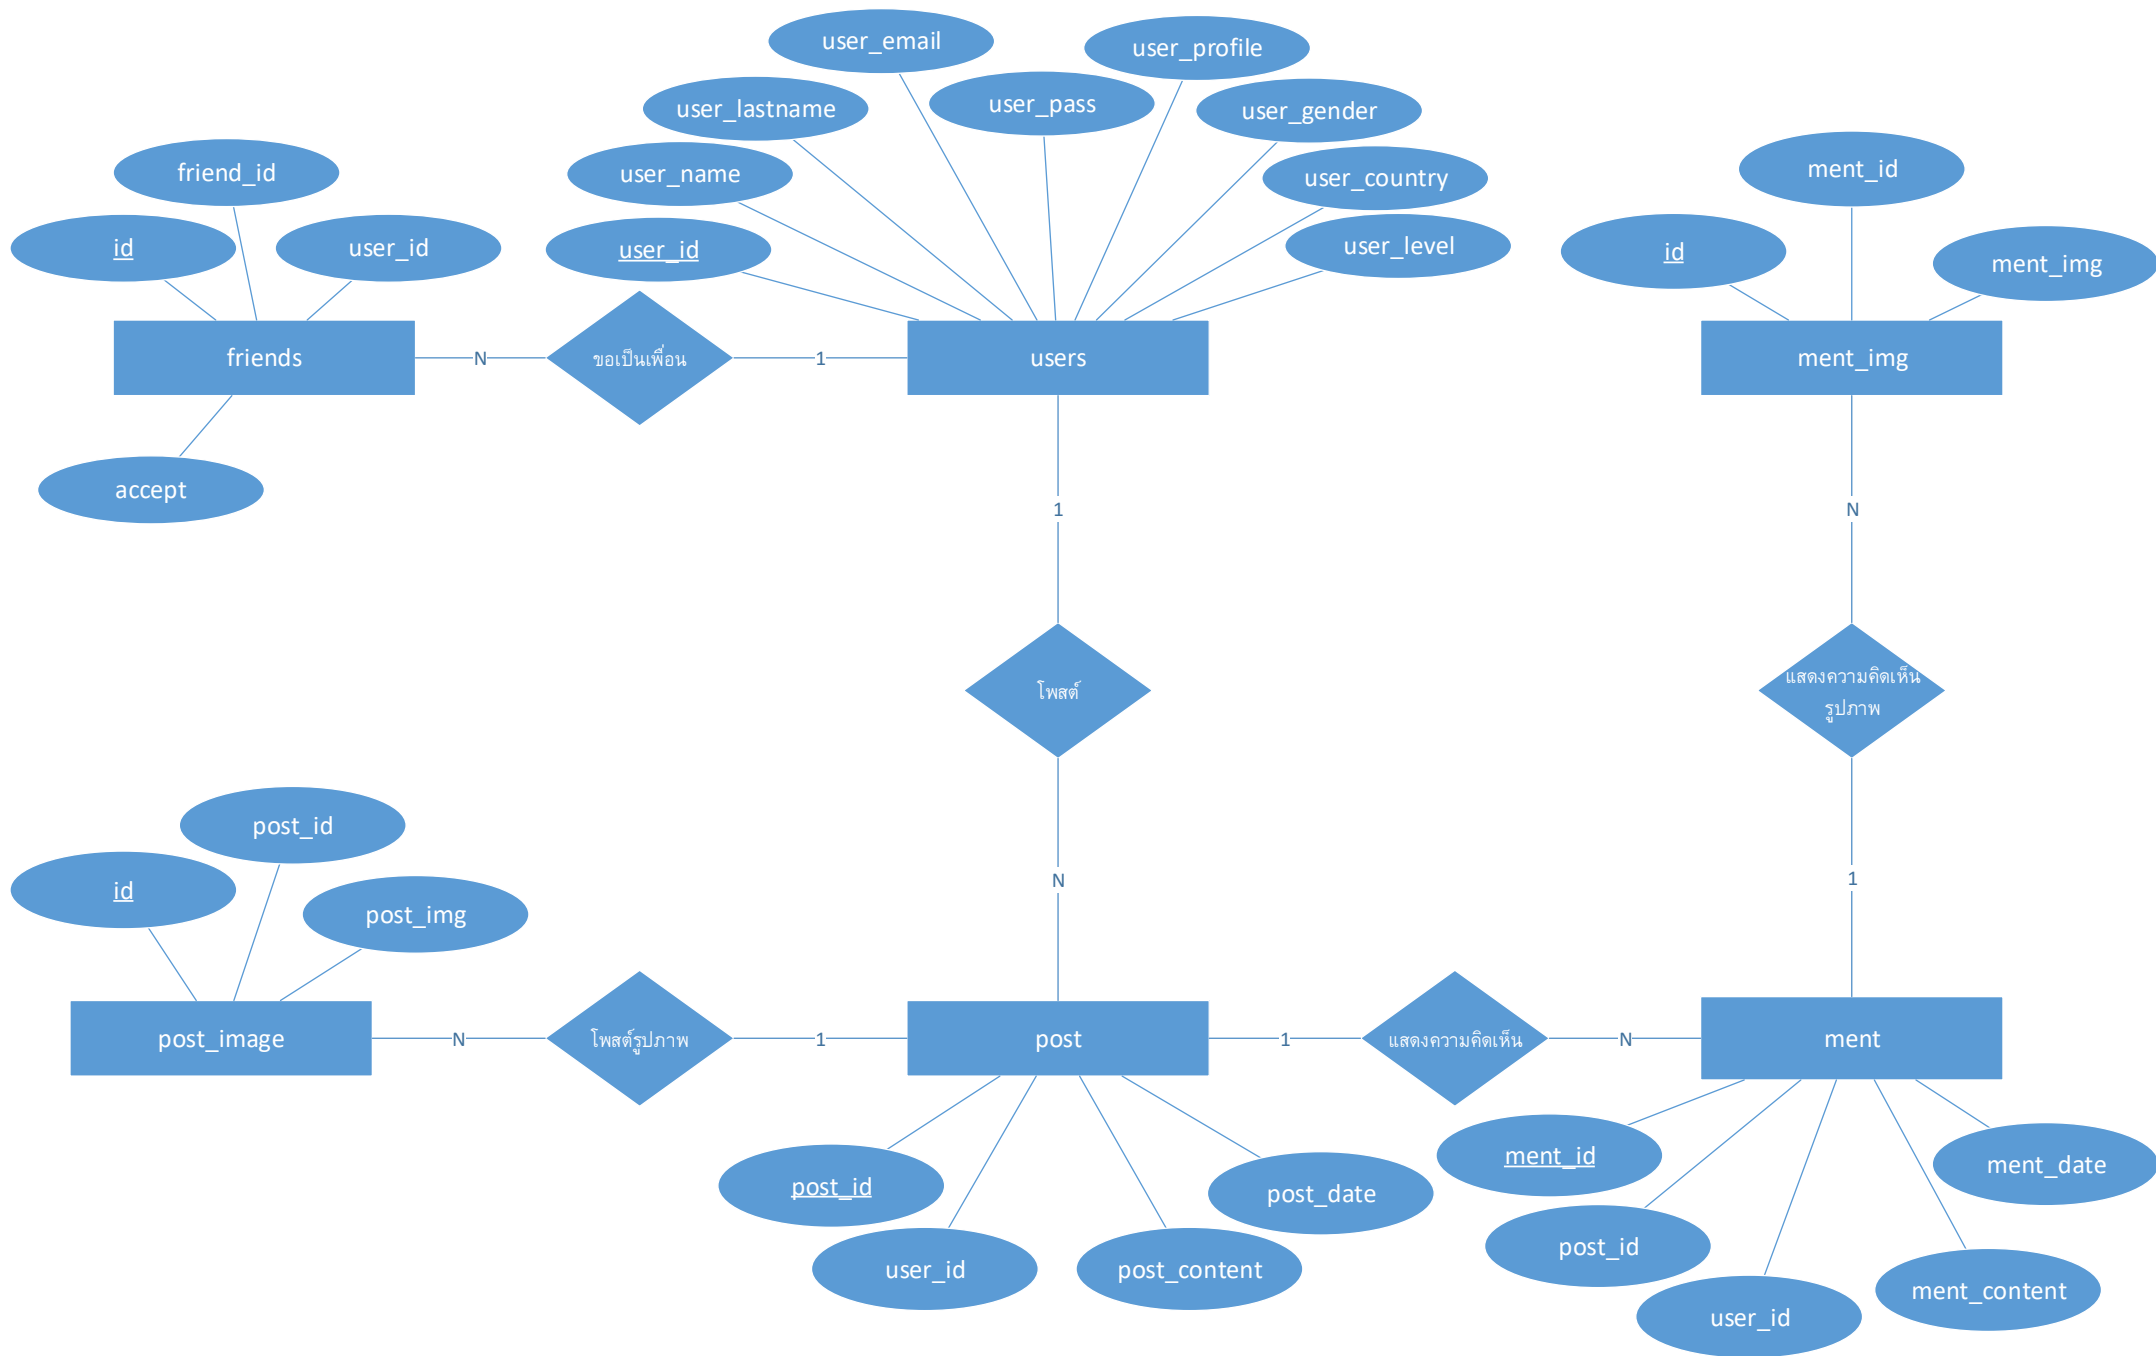 user_email
user_profile
user_lastname
user_pass
user_gender
friend_id
user_name
user_country
ment_id
id
user_id
user_id
user_level
id
ment_img
friends
N
ขอเป็นเพื่อน
1
users
ment_img
accept
1
N
โพสต์
แสดงความคิดเห็น
รูปภาพ
post_id
id
post_img
N
1
post_image
N
โพสต์รูปภาพ
1
post
1
แสดงความคิดเห็น
N
ment
post_id
post_date
ment_id
ment_date
user_id
post_content
post_id
ment_content
user_id